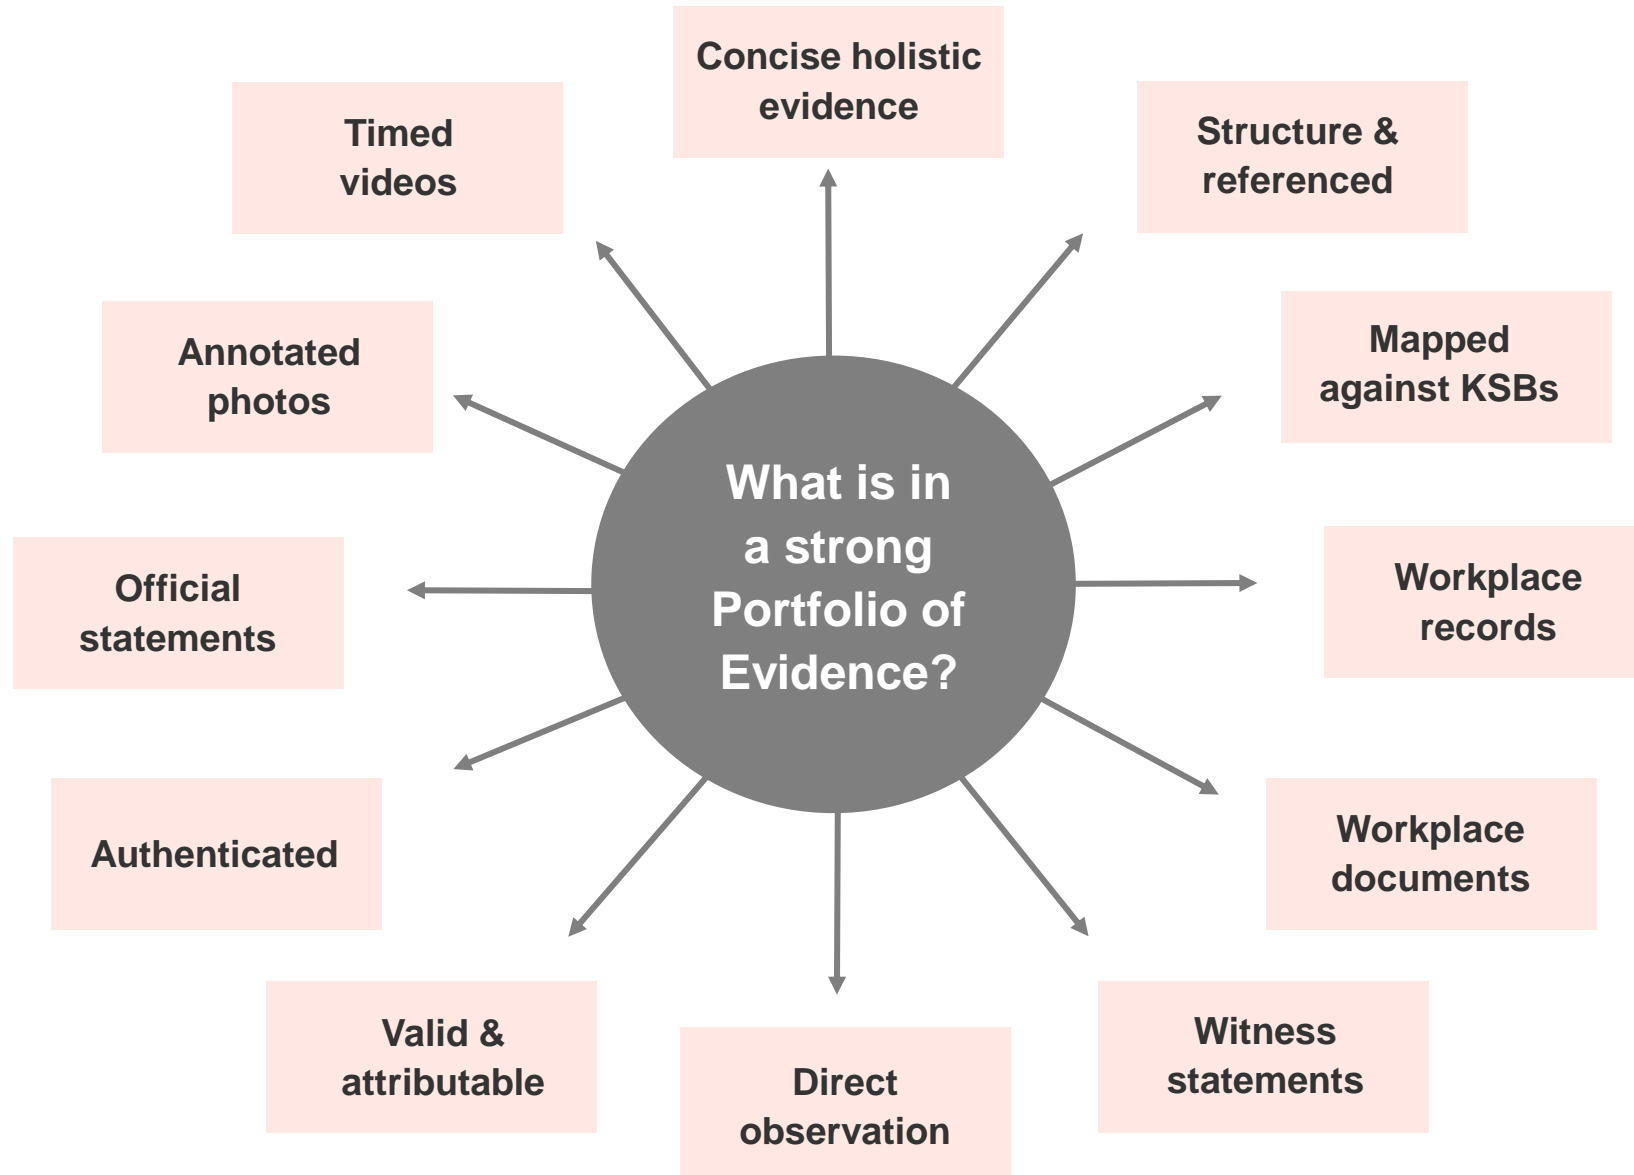 Concise holistic
evidence
Structure &
referenced
Mapped
against KSBs
Workplace
records
Workplace
documents
Witness
statements
Direct
observation
Valid &
attributable
Authenticated
Official
statements
Annotated
photos
Timed
videos
What is in
a strong
Portfolio of
Evidence?